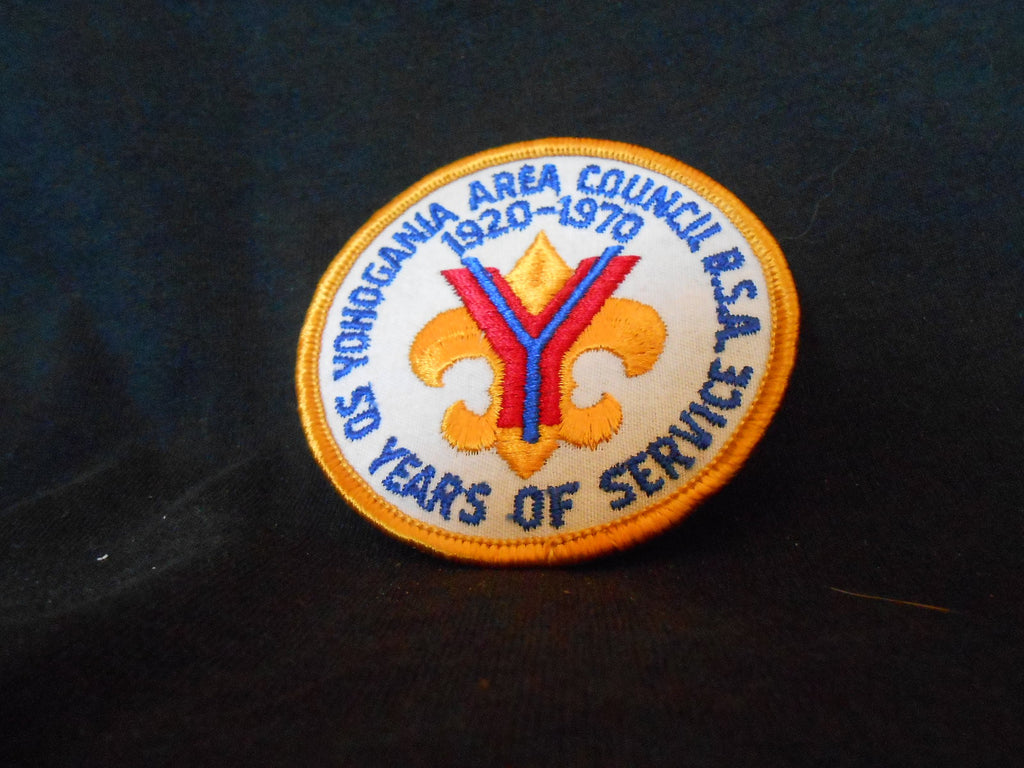 YOHOGANIA AREA COUNCIL B.S.A.
1920-1970
Y
50 YEARS OF SERVICE